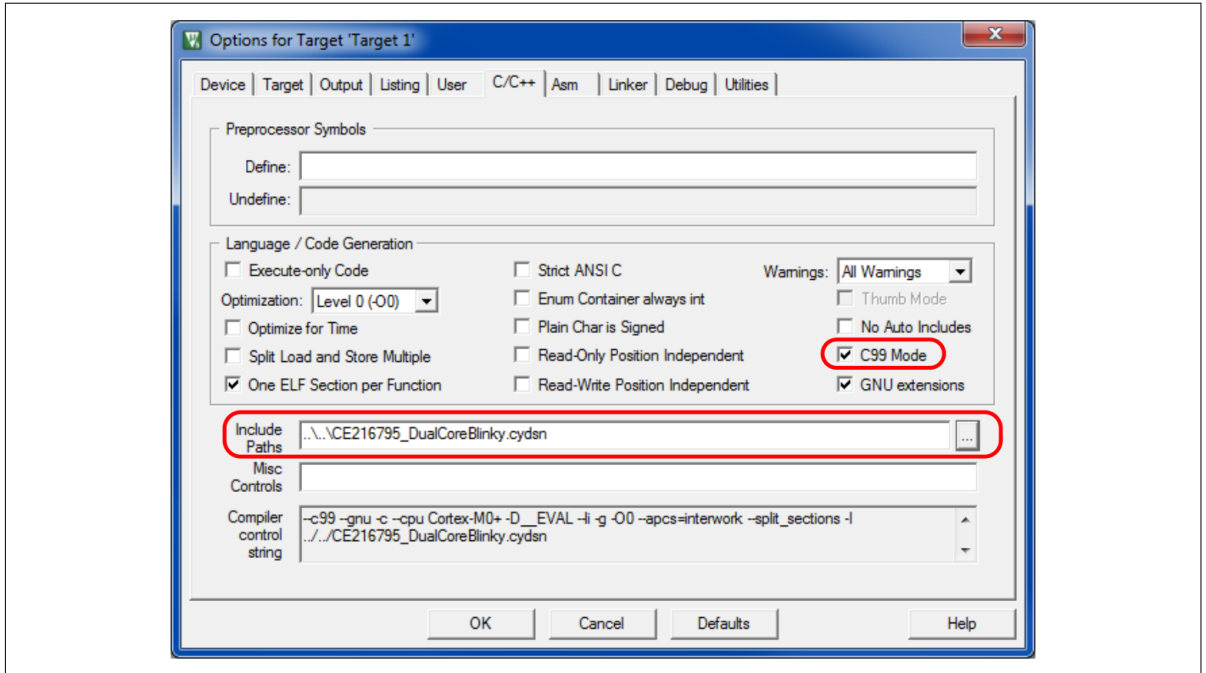 Options for Target 'Target 1'
Device Target Output Listing User C/C++ Asm Linker Debug Utilities
Preprocessor Symbols
Define:
Undefine:
Language / Code Generation
Execute-only Code Strict ANSI C Warnings: All Warnings
Optimization: Level 0 (-O0) Enum Container always int Thumb Mode
Optimize for Time Plain Char is Signed No Auto Includes
Split Load and Store Multiple Read-Only Position Independent C99 Mode
One ELF Section per Function Read-Write Position Independent GNU extensions
Include
Paths
..\..\CE216795_DualCoreBlinky.cydsn ...
Misc
Controls
Compiler
control
string
--c99 --gnu -c --cpu Cortex-M0+ -D__EVAL --li -g -O0 --apcs=interwork --split_sections -I
../../CE216795_DualCoreBlinky.cydsn
OK Cancel Defaults Help